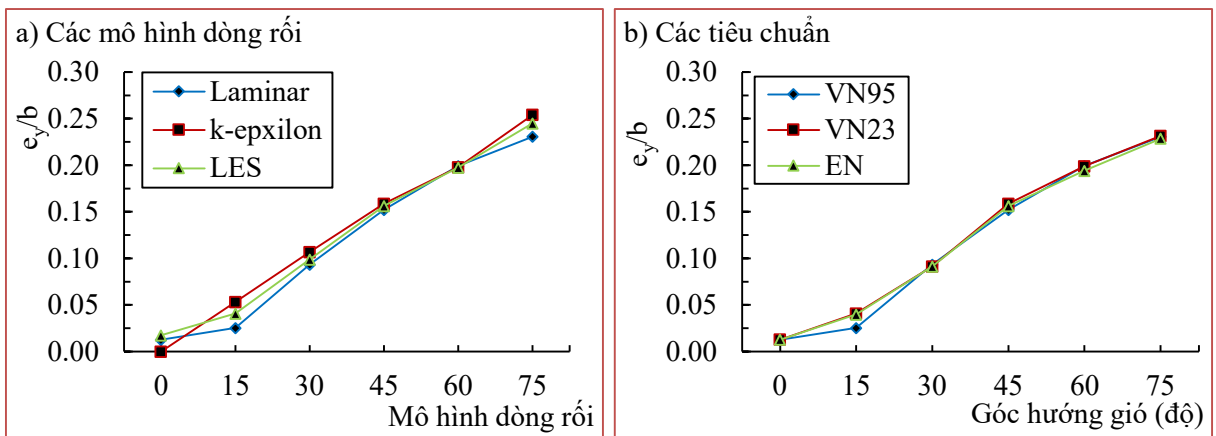 a) Các mô hình dòng rối
0.30
0.25
0.20
0.15
0.10
0.05
0.00
e_y/b
Laminar
k-epxilon
LES
0 15 30 45 60 75
Mô hình dòng rối
b) Các tiêu chuẩn
0.30
0.25
0.20
0.15
0.10
0.05
0.00
e_y/b
VN95
VN23
EN
0 15 30 45 60 75
Góc hướng gió (độ)